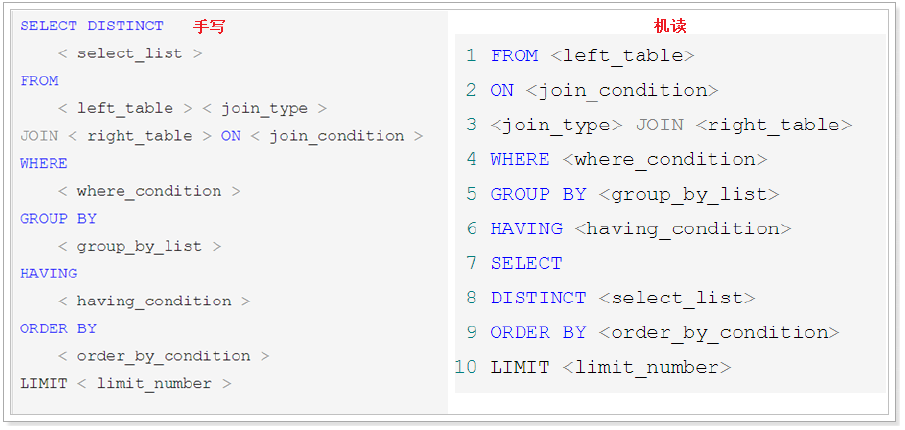 SELECT DISTINCT 手写
< select_list >
FROM
< left_table > < join_type >
JOIN < right_table > ON < join_condition >
WHERE
< where_condition >
GROUP BY
< group_by_list >
HAVING
< having_condition >
ORDER BY
< order_by_condition >
LIMIT < limit_number >
机读
1 FROM <left_table>
2 ON <join_condition>
3 <join_type> JOIN <right_table>
4 WHERE <where_condition>
5 GROUP BY <group_by_list>
6 HAVING <having_condition>
7 SELECT
8 DISTINCT <select_list>
9 ORDER BY <order_by_condition>
10 LIMIT <limit_number>